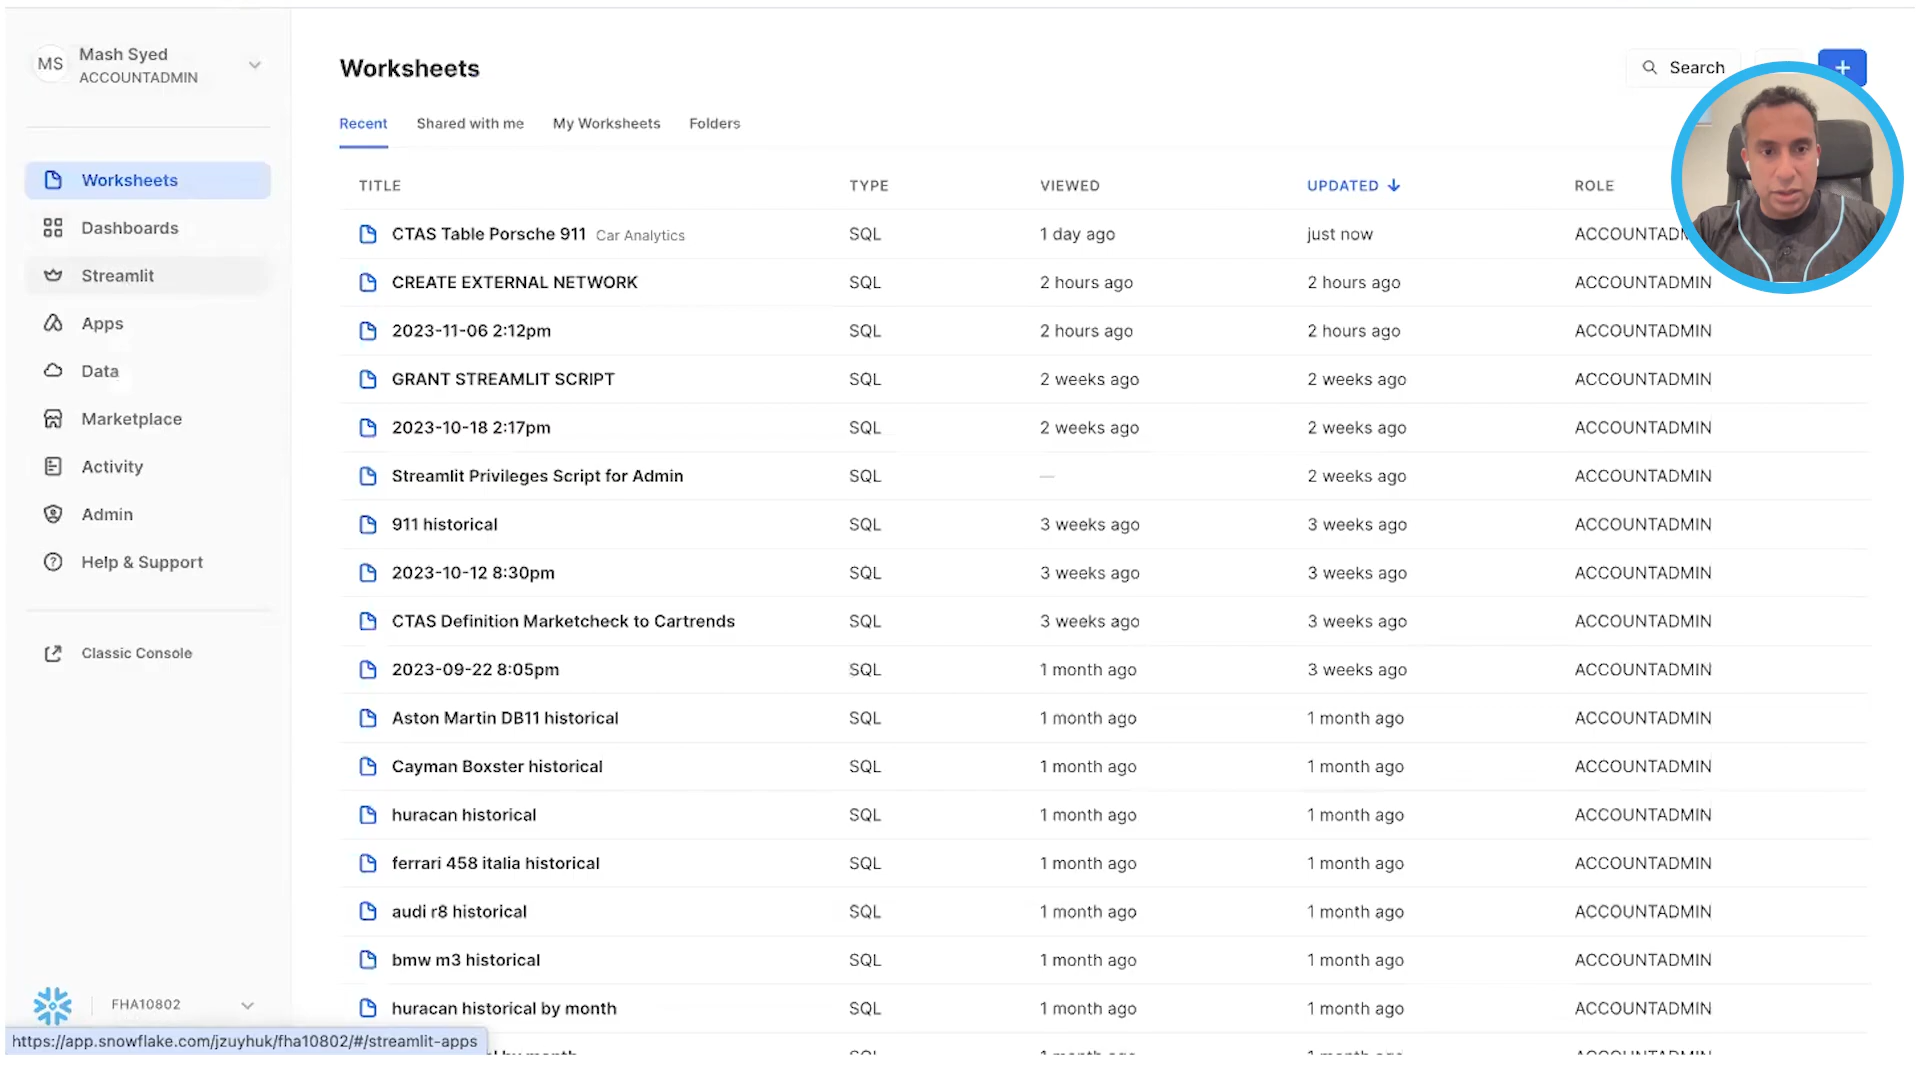 MS
Mash Syed
ACCOUNTADMIN
Worksheets
Dashboards
Streamlit
Apps
Data
Marketplace
Activity
Admin
Help & Support
Classic Console
FHA10802
https://app.snowflake.com/jzuyhuk/fha10802/#/streamlit-apps
Worksheets
Search
+
Recent Shared with me My Worksheets Folders
TITLE TYPE VIEWED UPDATED ROLE
CTAS Table Porsche 911 Car Analytics SQL 1 day ago just now
CREATE EXTERNAL NETWORK SQL 2 hours ago 2 hours ago ACCOUNTADMIN
2023-11-06 2:12pm SQL 2 hours ago 2 hours ago ACCOUNTADMIN
GRANT STREAMLIT SCRIPT SQL 2 weeks ago 2 weeks ago ACCOUNTADMIN
2023-10-18 2:17pm SQL 2 weeks ago 2 weeks ago ACCOUNTADMIN
Streamlit Privileges Script for Admin SQL — 2 weeks ago ACCOUNTADMIN
911 historical SQL 3 weeks ago 3 weeks ago ACCOUNTADMIN
2023-10-12 8:30pm SQL 3 weeks ago 3 weeks ago ACCOUNTADMIN
CTAS Definition Marketcheck to Cartrends SQL 3 weeks ago 3 weeks ago ACCOUNTADMIN
2023-09-22 8:05pm SQL 1 month ago 3 weeks ago ACCOUNTADMIN
Aston Martin DB11 historical SQL 1 month ago 1 month ago ACCOUNTADMIN
Cayman Boxster historical SQL 1 month ago 1 month ago ACCOUNTADMIN
huracan historical SQL 1 month ago 1 month ago ACCOUNTADMIN
ferrari 458 italia historical SQL 1 month ago 1 month ago ACCOUNTADMIN
audi r8 historical SQL 1 month ago 1 month ago ACCOUNTADMIN
bmw m3 historical SQL 1 month ago 1 month ago ACCOUNTADMIN
huracan historical by month SQL 1 month ago 1 month ago ACCOUNTADMIN